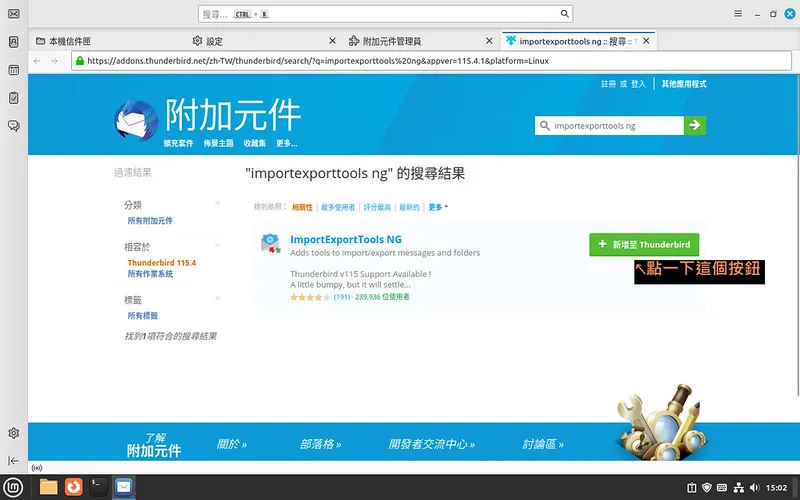 搜尋... CTRL + K
本機信件匣
設定
附加元件管理員
importexporttools ng :: 搜尋 :: T
https://addons.thunderbird.net/zh-TW/thunderbird/search/?q=importexporttools%20ng&appver=115.4.1&platform=Linux
註冊 或 登入 其他應用程式
附加元件
importexporttools ng
擴充套件 佈景主題 收藏集 更多...
過濾結果
"importexporttools ng" 的搜尋結果
分類
所有附加元件
排列依照： 相關性 最多使用者 評分最高 最新的 更多
相容於
Thunderbird 115.4
所有作業系統
標籤
所有標籤
找到1項符合的搜尋結果
ImportExportTools NG
Adds tools to import/export messages and folders
Thunderbird v115 Support Available !
A little bumpy, but it will settle...
(191) · 239,936 位使用者
+ 新增至 Thunderbird
↖點一下這個按鈕
了解
附加元件
關於 »
部落格 »
開發者交流中心 »
討論區 »
15:02